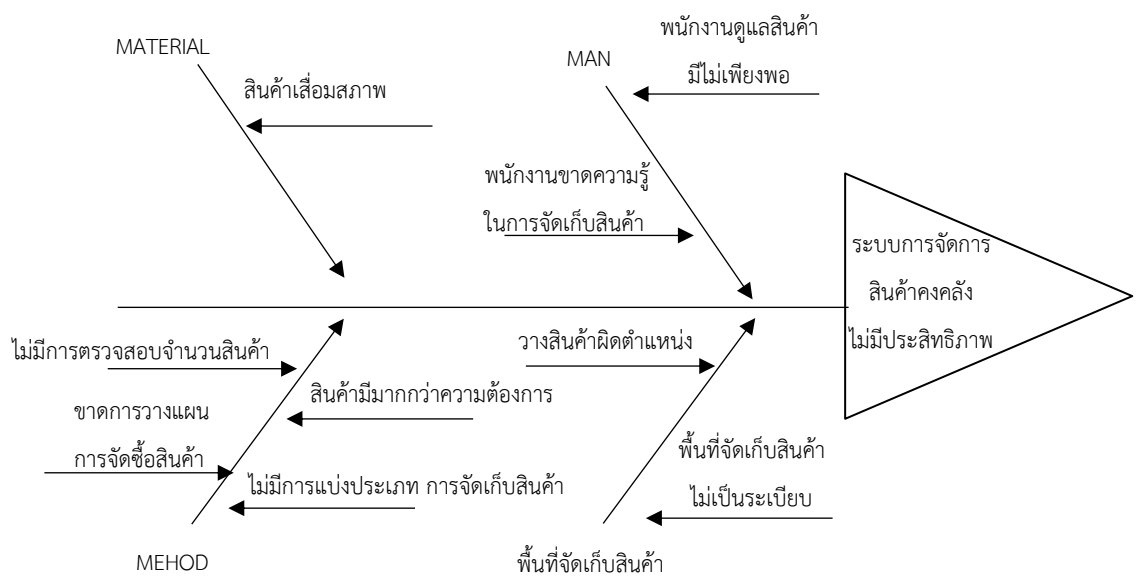 MATERIAL
สินค้าเสื่อมสภาพ
MAN
พนักงานดูแลสินค้า
มีไม่เพียงพอ
พนักงานขาดความรู้
ในการจัดเก็บสินค้า
ระบบการจัดการ
สินค้าคงคลัง
ไม่มีประสิทธิภาพ
ไม่มีการตรวจสอบจำนวนสินค้า
สินค้ามีมากกว่าความต้องการ
ขาดการวางแผน
การจัดซื้อสินค้า
ไม่มีการแบ่งประเภท การจัดเก็บสินค้า
MEHOD
วางสินค้าผิดตำแหน่ง
พื้นที่จัดเก็บสินค้า
ไม่เป็นระเบียบ
พื้นที่จัดเก็บสินค้า